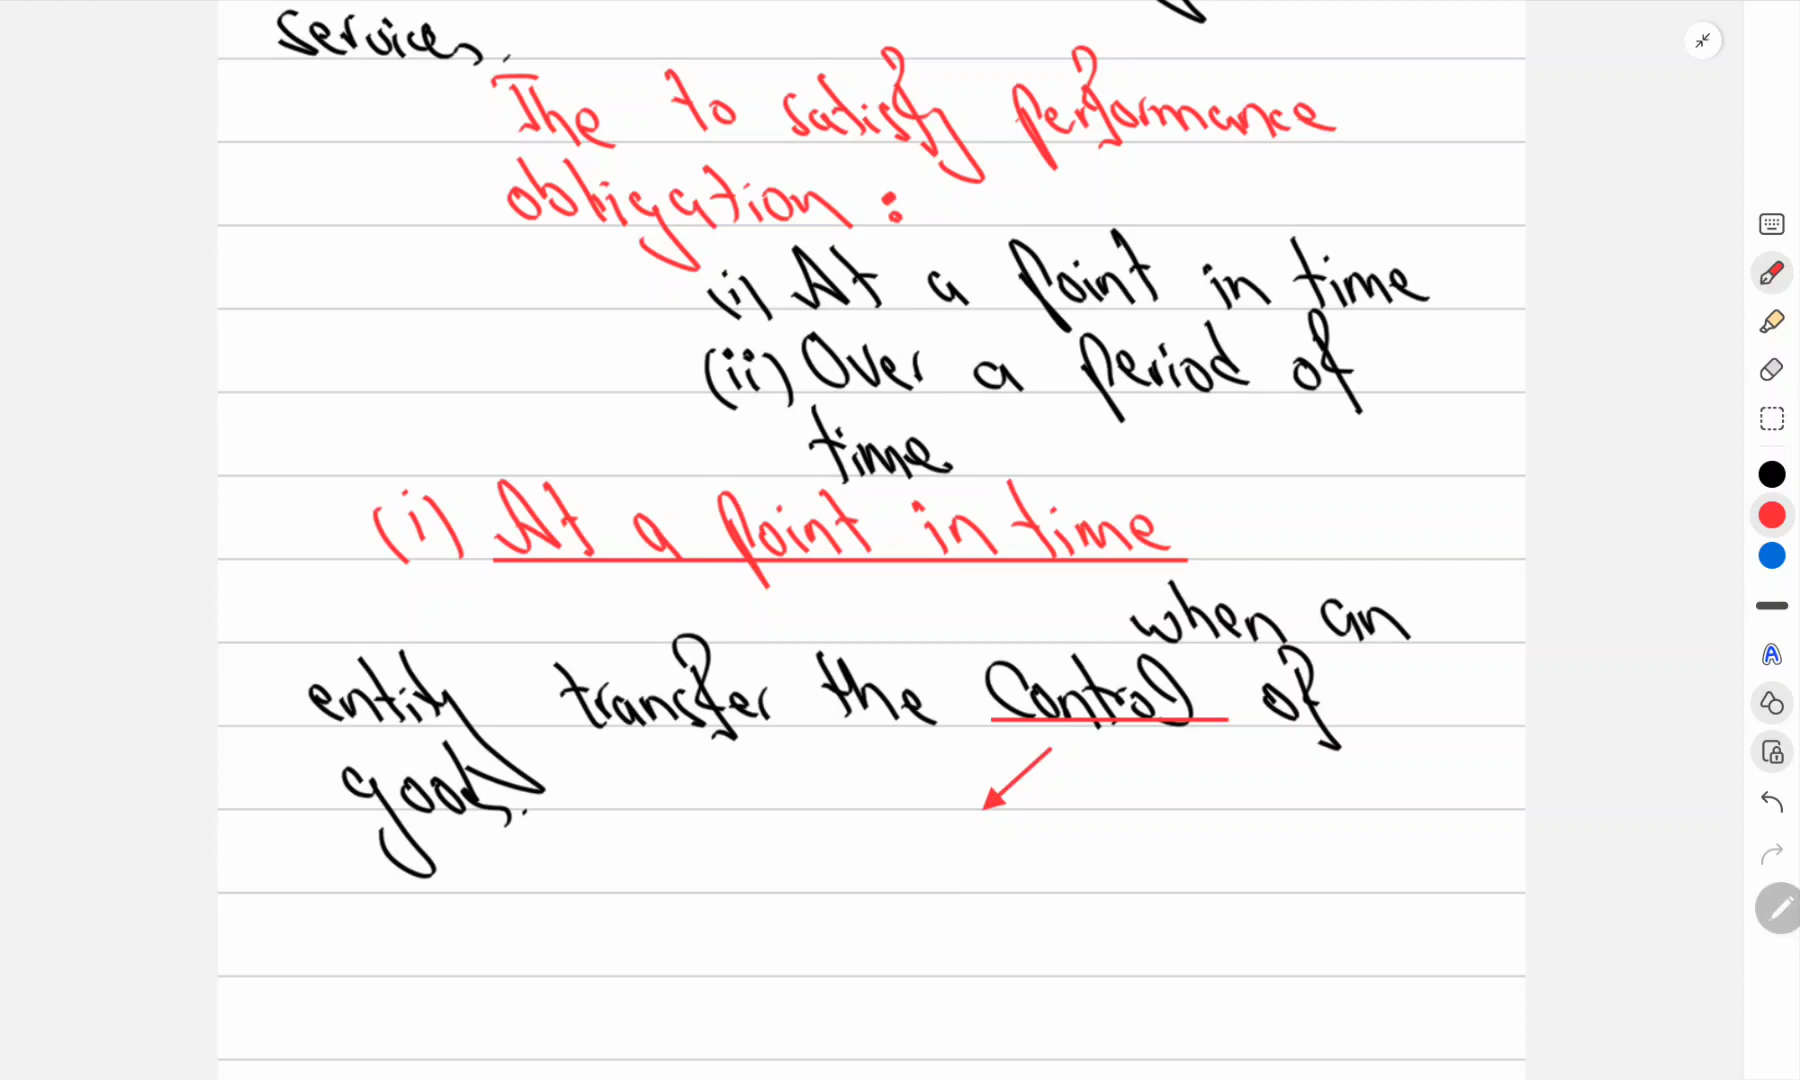 services.
The to satisfy performance
obligation :
(i) At a point in time
(ii) Over a period of
time
(i) At a point in time
when an
entity transfer the Control of
goods.
A